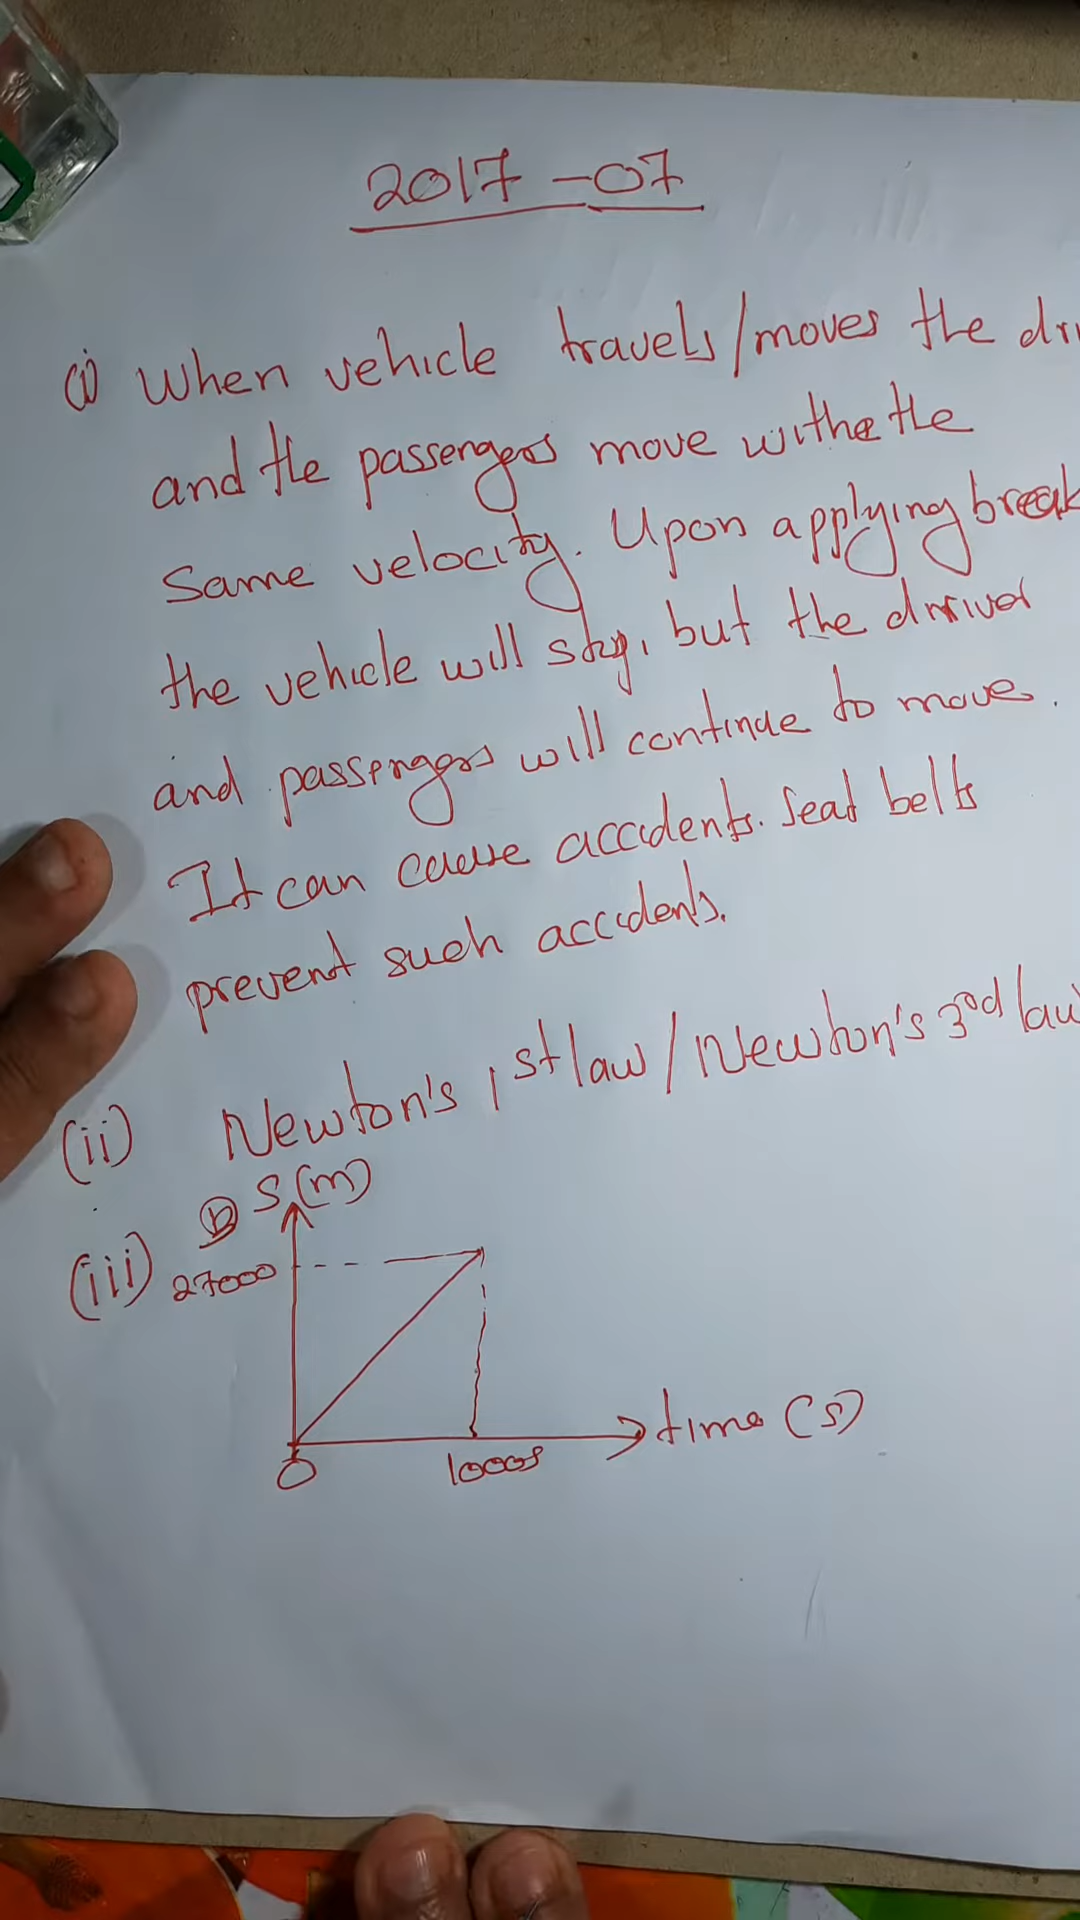 2017 - 07
(i) When vehicle travels/moves the
and the passengers move withe the
Same velocity. Upon applying break
the vehicle will stop, but the driver
and passengers will continue to move.
It can cause accidents. Seat belts
prevent such accidents.
(ii) Newton's 1st law / Newton's 3rd law
(iii) b S(m)
27000
time (s)
0
1000s